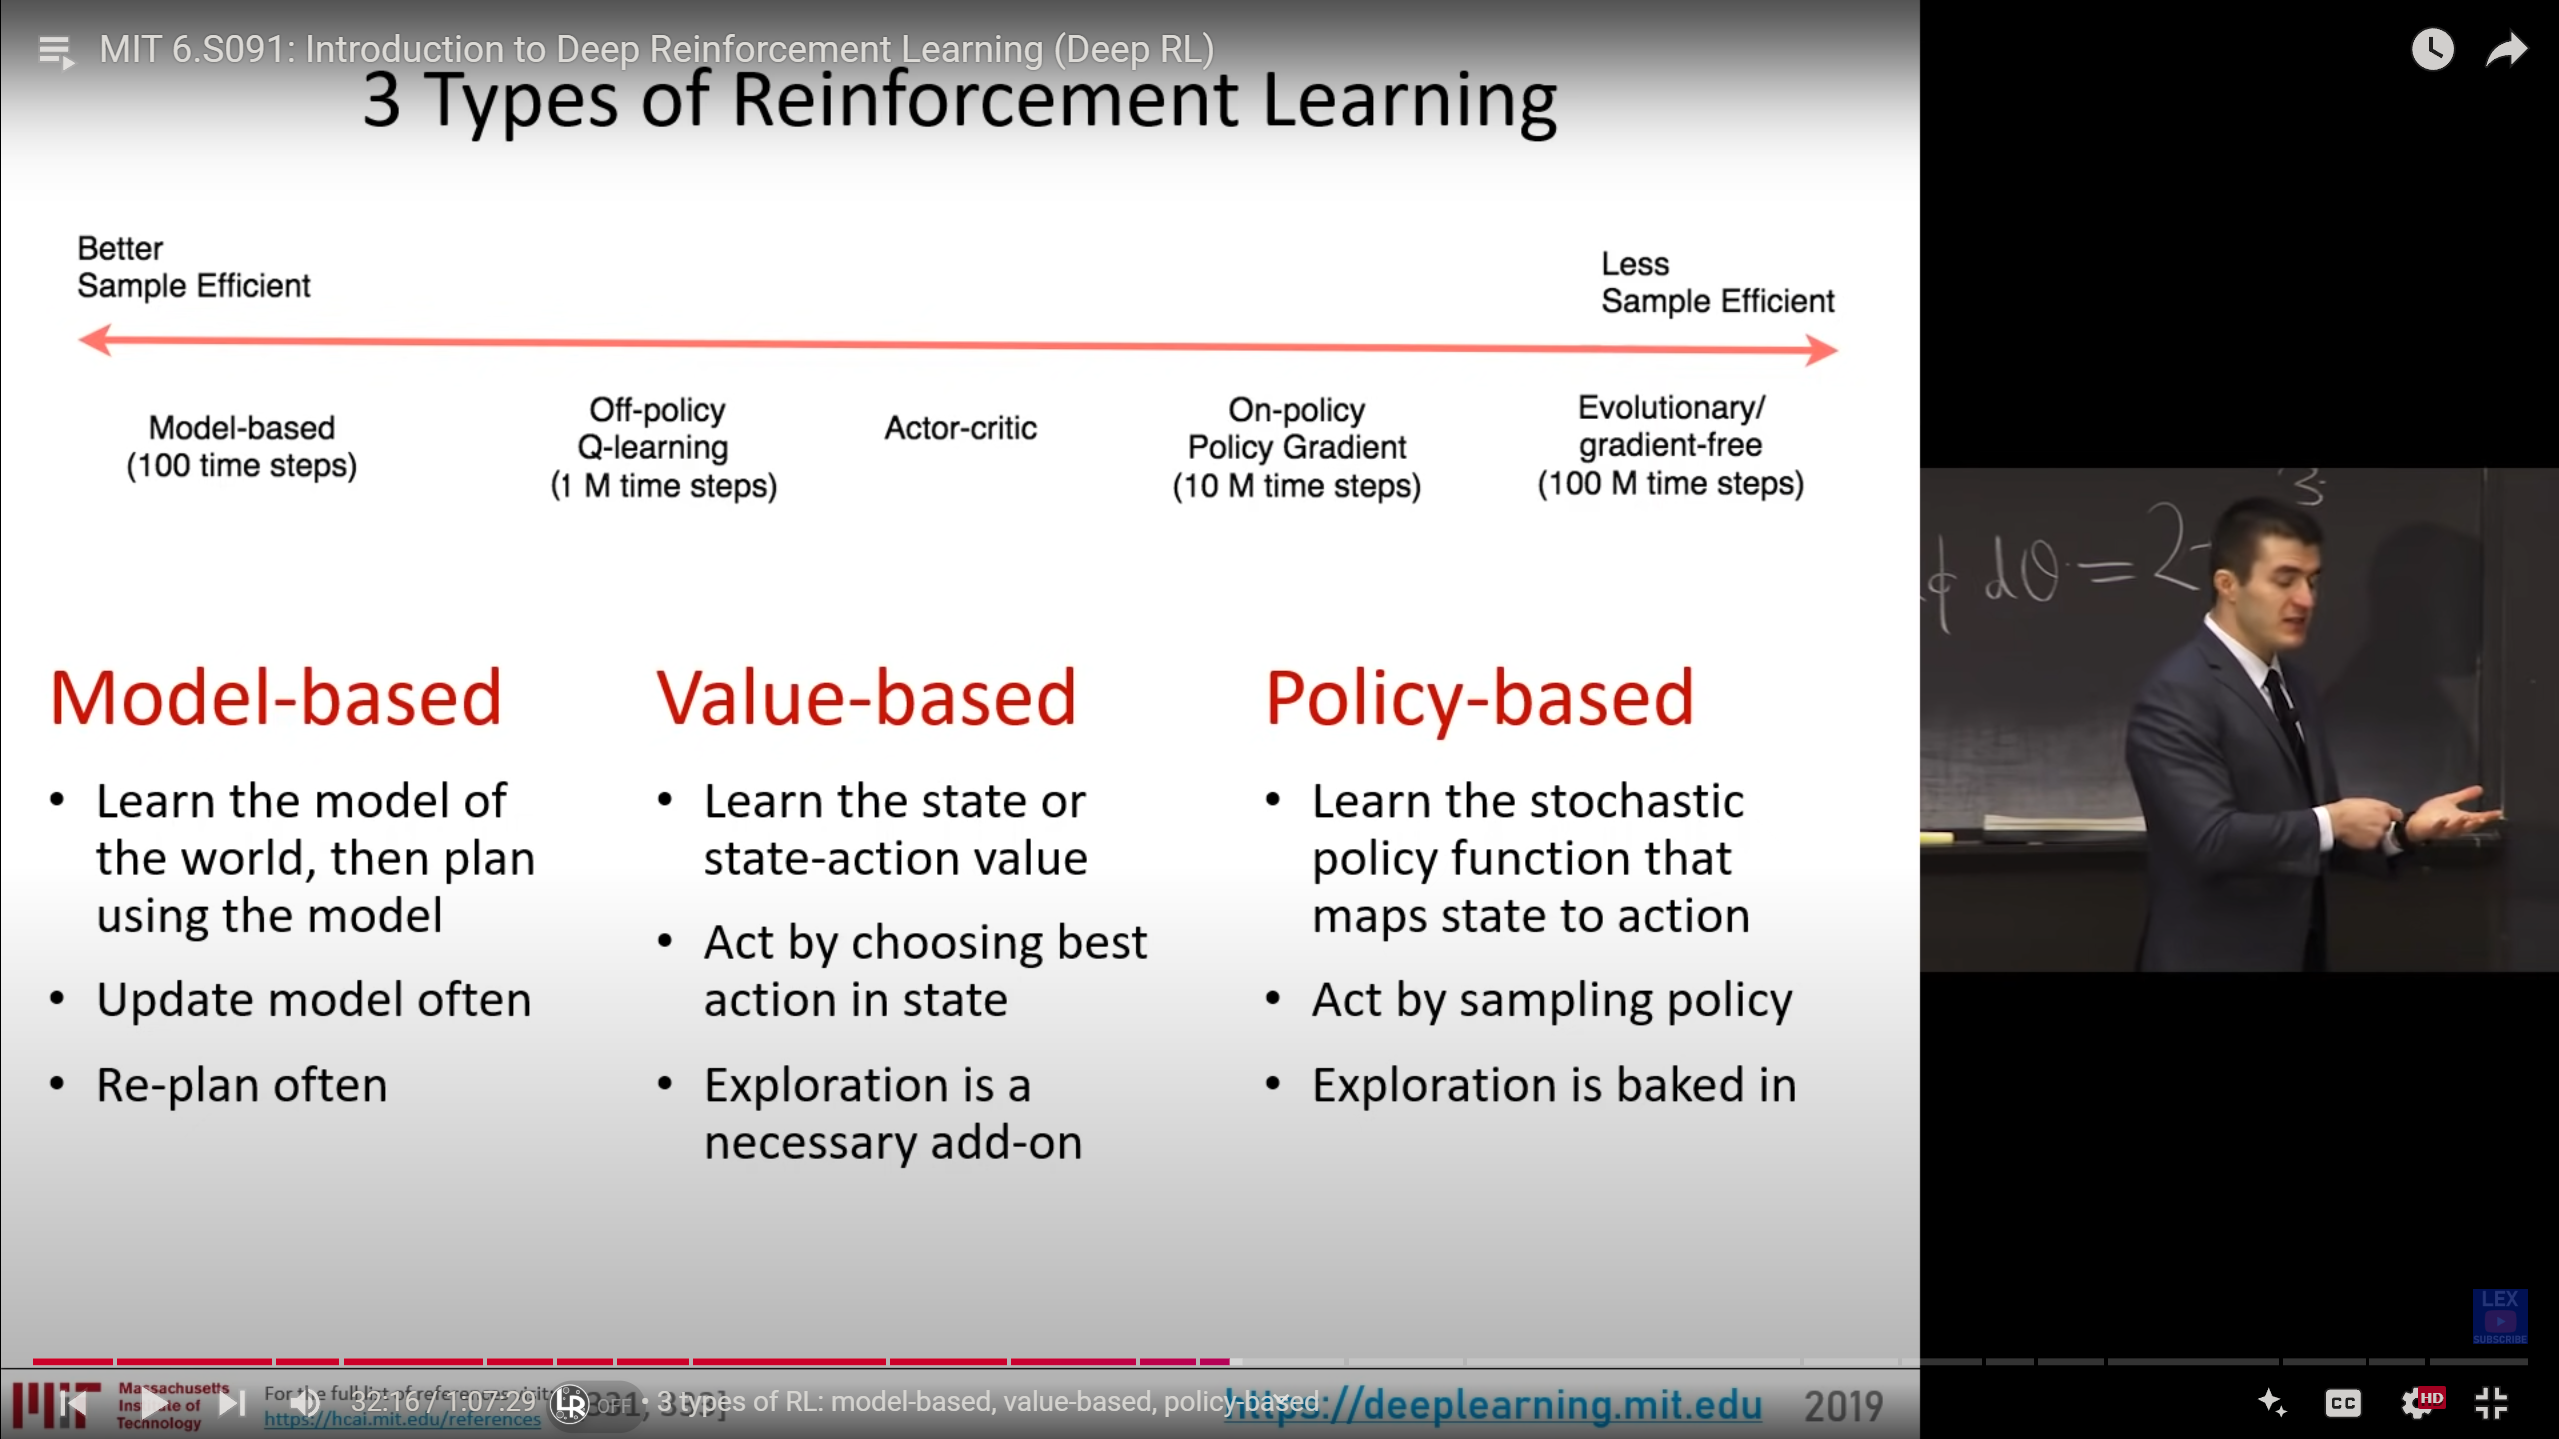 MIT 6.S091: Introduction to Deep Reinforcement Learning (Deep RL)
3 Types of Reinforcement Learning
Better
Sample Efficient
Less
Sample Efficient
Model-based
(100 time steps)
Off-policy
Q-learning
(1 M time steps)
Actor-critic
On-policy
Policy Gradient
(10 M time steps)
Evolutionary/
gradient-free
(100 M time steps)
Model-based
• Learn the model of
the world, then plan
using the model
• Update model often
• Re-plan often
Value-based
• Learn the state or
state-action value
• Act by choosing best
action in state
• Exploration is a
necessary add-on
Policy-based
• Learn the stochastic
policy function that
maps state to action
• Act by sampling policy
• Exploration is baked in
dθ = 2
3
LEX
SUBSCRIBE
MIT
Massachusetts
Institute of
Technology
For the full list of references visit:
https://hcai.mit.edu/references
32:16 / 1:07:29
LR
OFF
• 3 types of RL: model-based, value-based, policy-based
https://deeplearning.mit.edu
2019
CC
HD